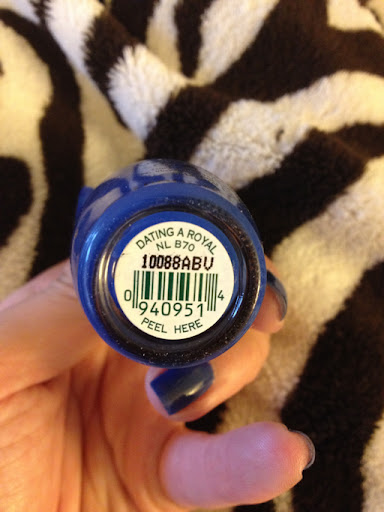 DATING A ROYAL
NL B70
10088ABV
0 940951 4
PEEL HERE